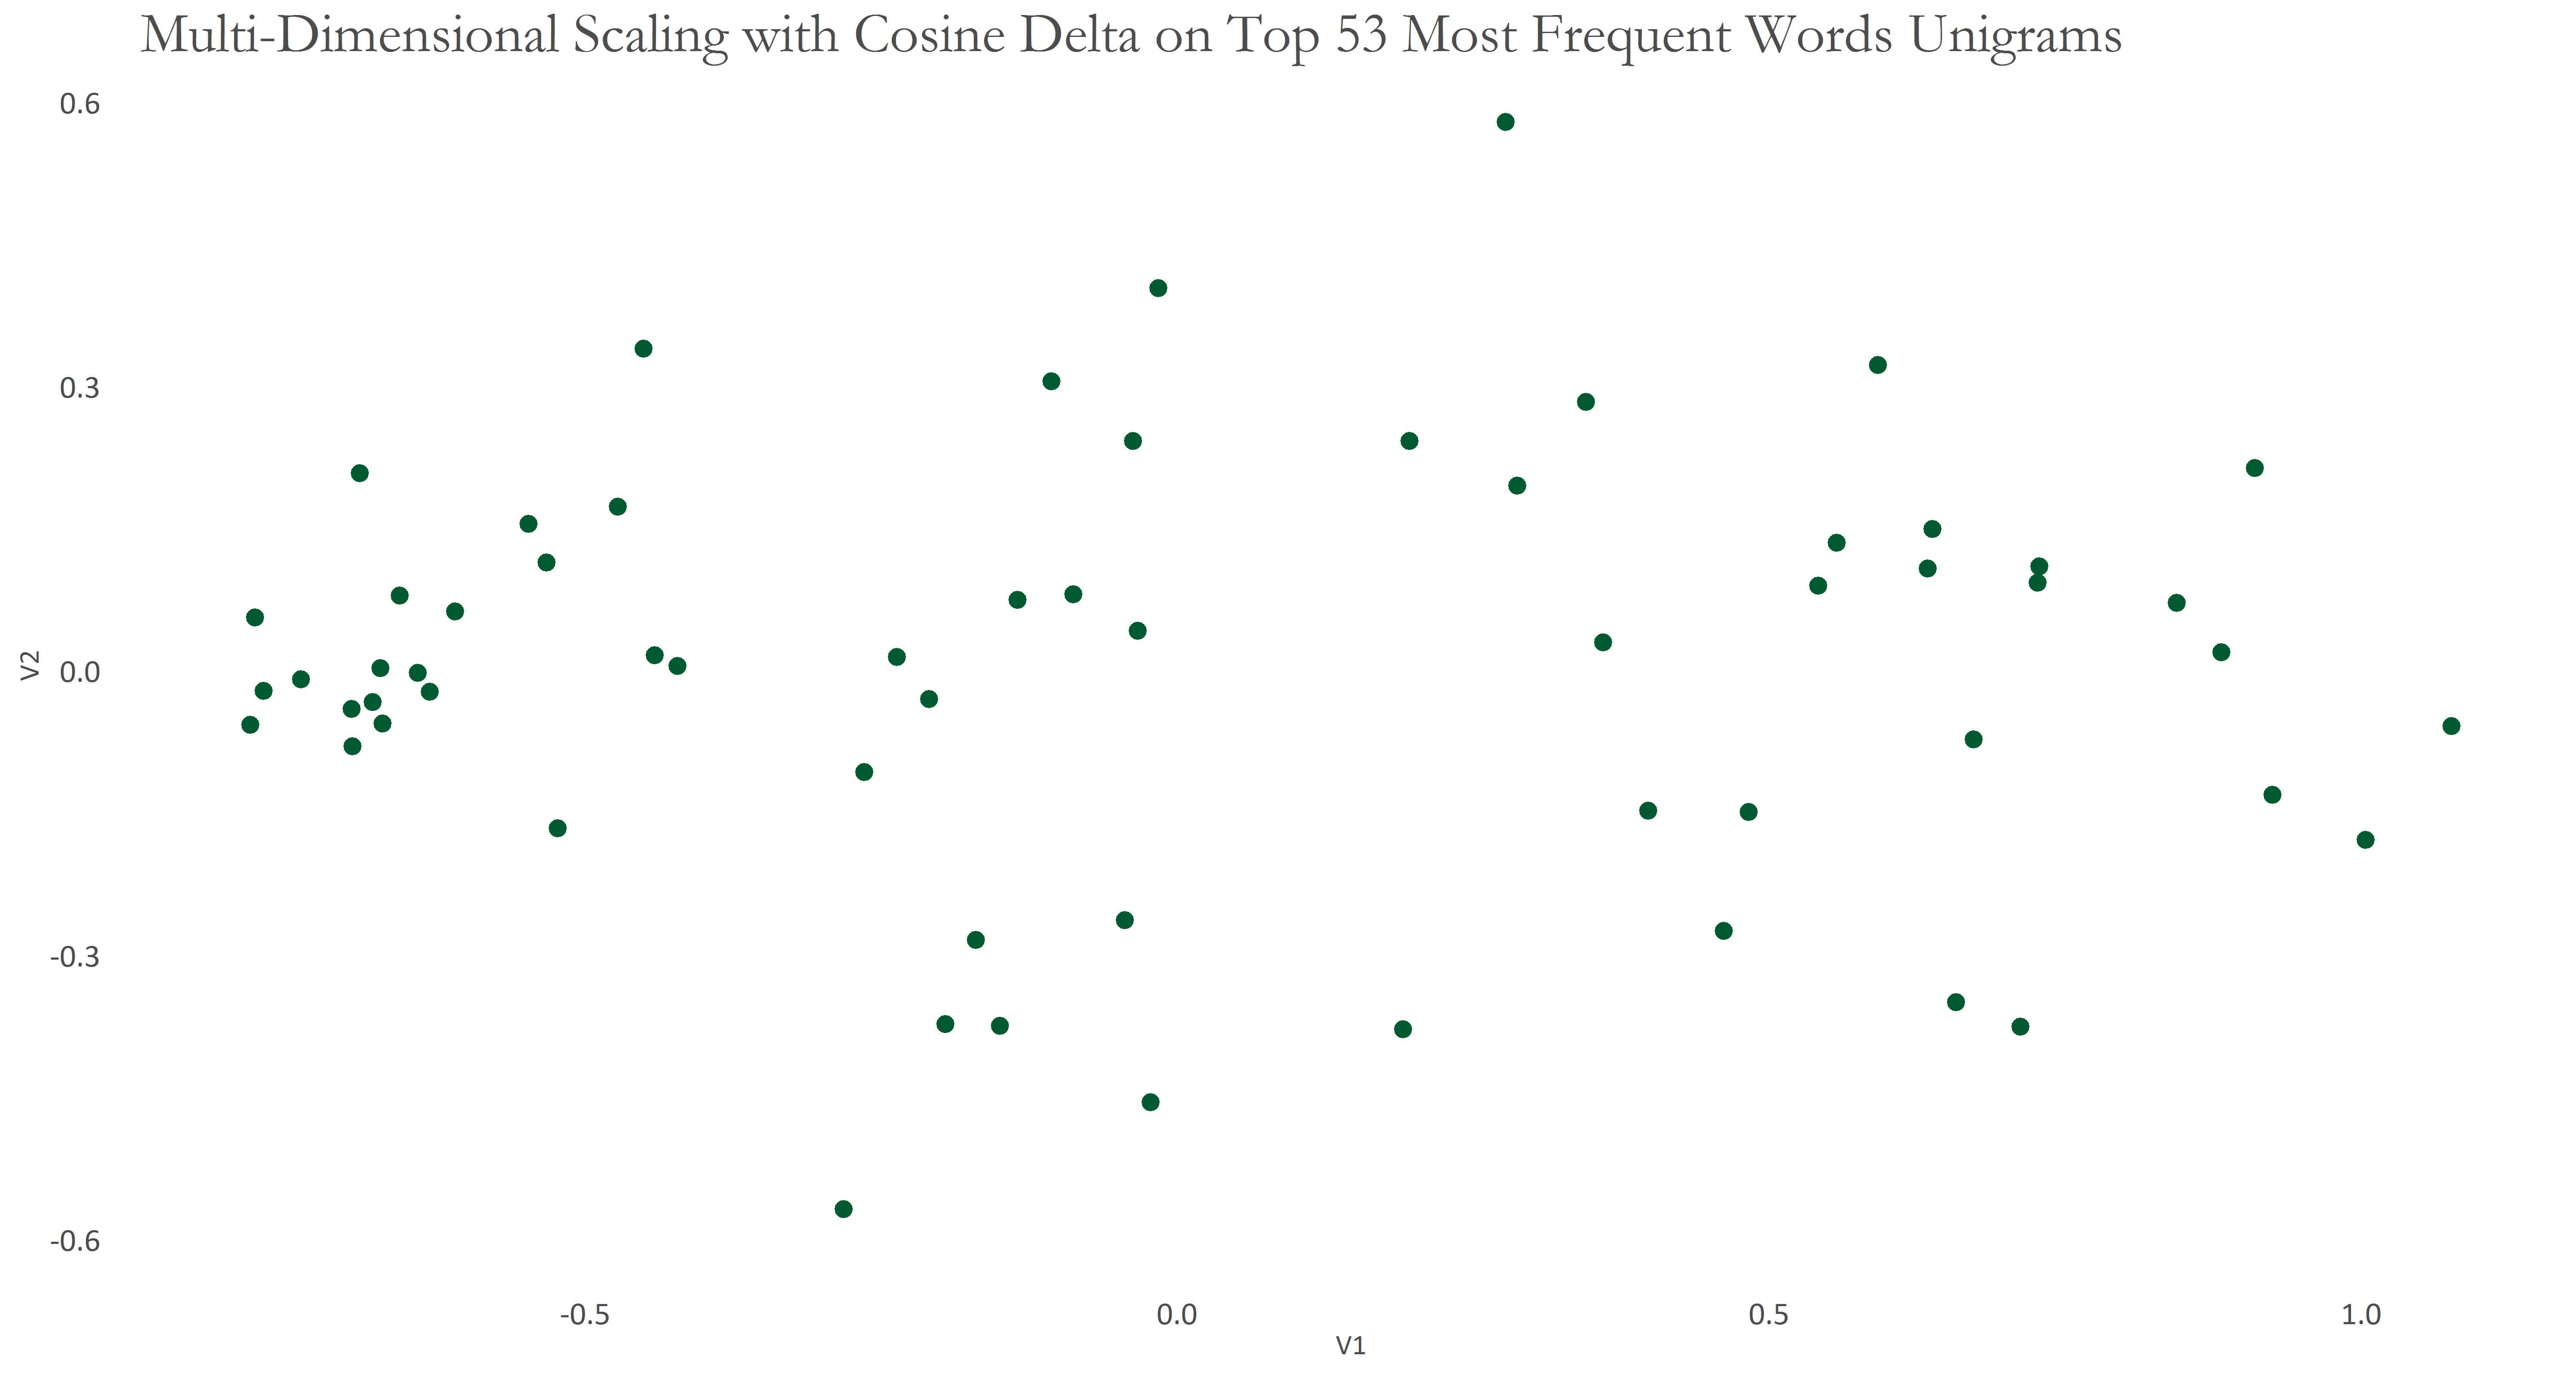 Multi-Dimensional Scaling with Cosine Delta on Top 53 Most Frequent Words Unigrams
0.6
0.3
0.0
-0.3
-0.6
V2
-0.5 0.0 0.5 1.0
V1